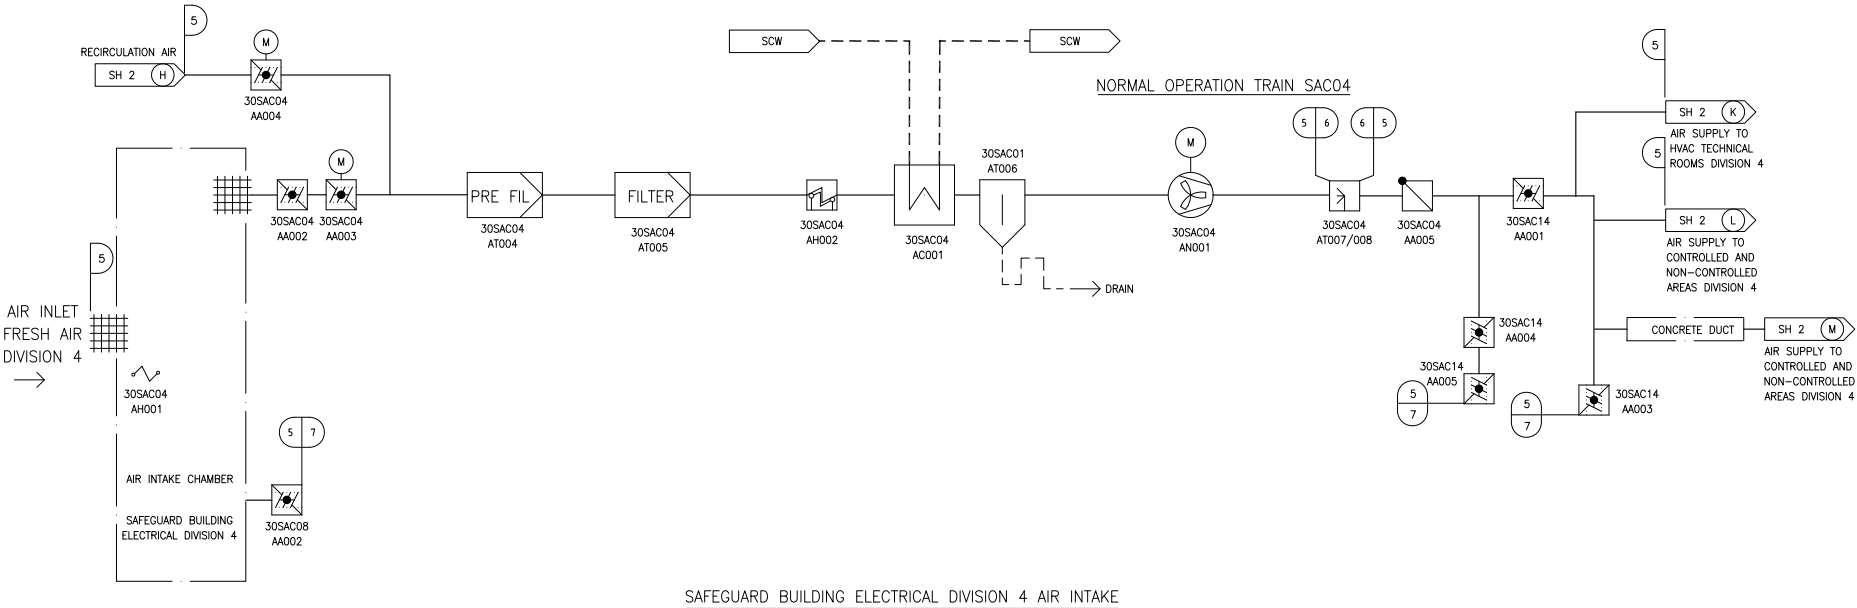 5
RECIRCULATION AIR
SH 2 H
M
30SAC04
AA004
SCW
SCW
NORMAL OPERATION TRAIN SAC04
5
SH 2 K
AIR SUPPLY TO
HVAC TECHNICAL
ROOMS DIVISION 4
5
SH 2 L
AIR SUPPLY TO
CONTROLLED AND
NON-CONTROLLED
AREAS DIVISION 4
30SAC04
AA002
M
30SAC04
AA003
PRE FIL
30SAC04
AT004
FILTER
30SAC04
AT005
30SAC04
AH002
30SAC04
AC001
30SAC01
AT006
DRAIN
M
30SAC04
AN001
5 6
6 5
30SAC04
AT007/008
30SAC04
AA005
30SAC14
AA001
30SAC14
AA004
30SAC14
AA005
5
7
5
7
30SAC14
AA003
CONCRETE DUCT
SH 2 M
AIR SUPPLY TO
CONTROLLED AND
NON-CONTROLLED
AREAS DIVISION 4
5
AIR INLET
FRESH AIR
DIVISION 4
30SAC04
AH001
5 7
AIR INTAKE CHAMBER
SAFEGUARD BUILDING
ELECTRICAL DIVISION 4
30SAC08
AA002
SAFEGUARD BUILDING ELECTRICAL DIVISION 4 AIR INTAKE